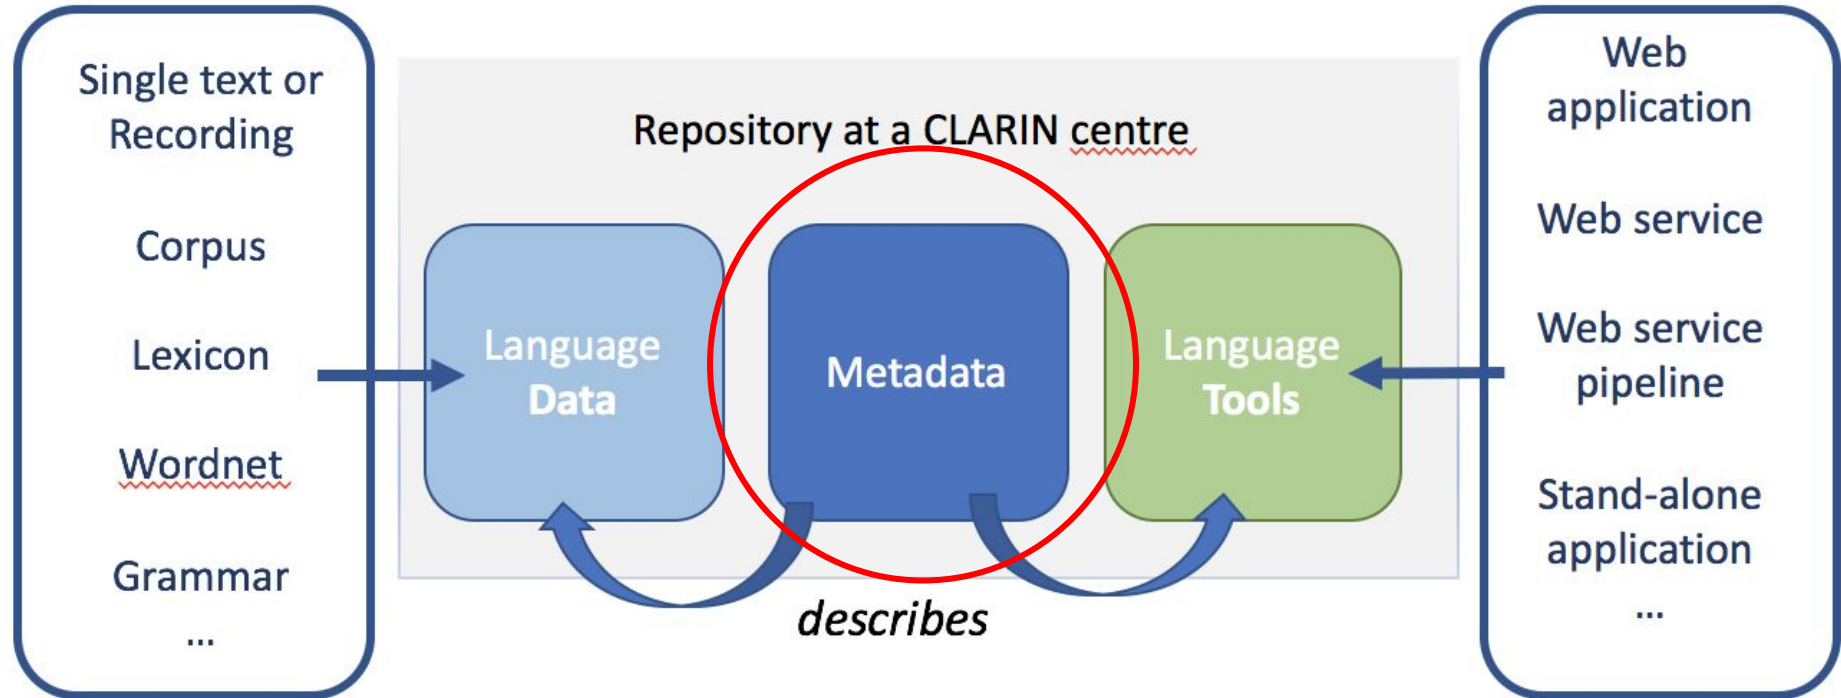 Single text or
Recording
Corpus
Lexicon
Wordnet
Grammar
...
Repository at a CLARIN centre
Language
Data
Metadata
Language
Tools
describes
Web
application
Web service
Web service
pipeline
Stand-alone
application
...